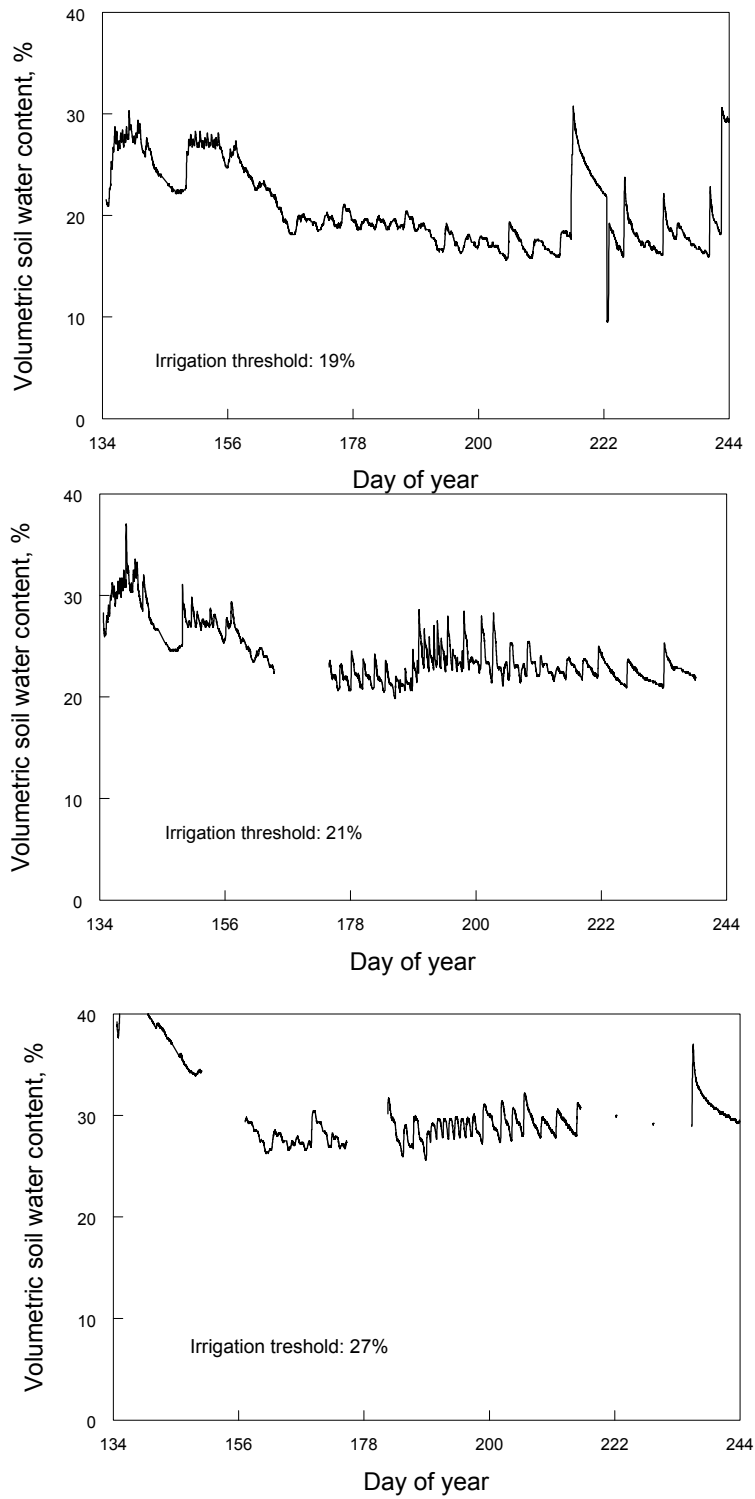 40
30
20
10
0
Volumetric soil water content, %
Irrigation threshold: 19%
134 156 178 200 222 244
Day of year
40
30
20
10
0
Volumetric soil water content, %
Irrigation threshold: 21%
134 156 178 200 222 244
Day of year
40
30
20
10
0
Volumetric soil water content, %
Irrigation treshold: 27%
134 156 178 200 222 244
Day of year